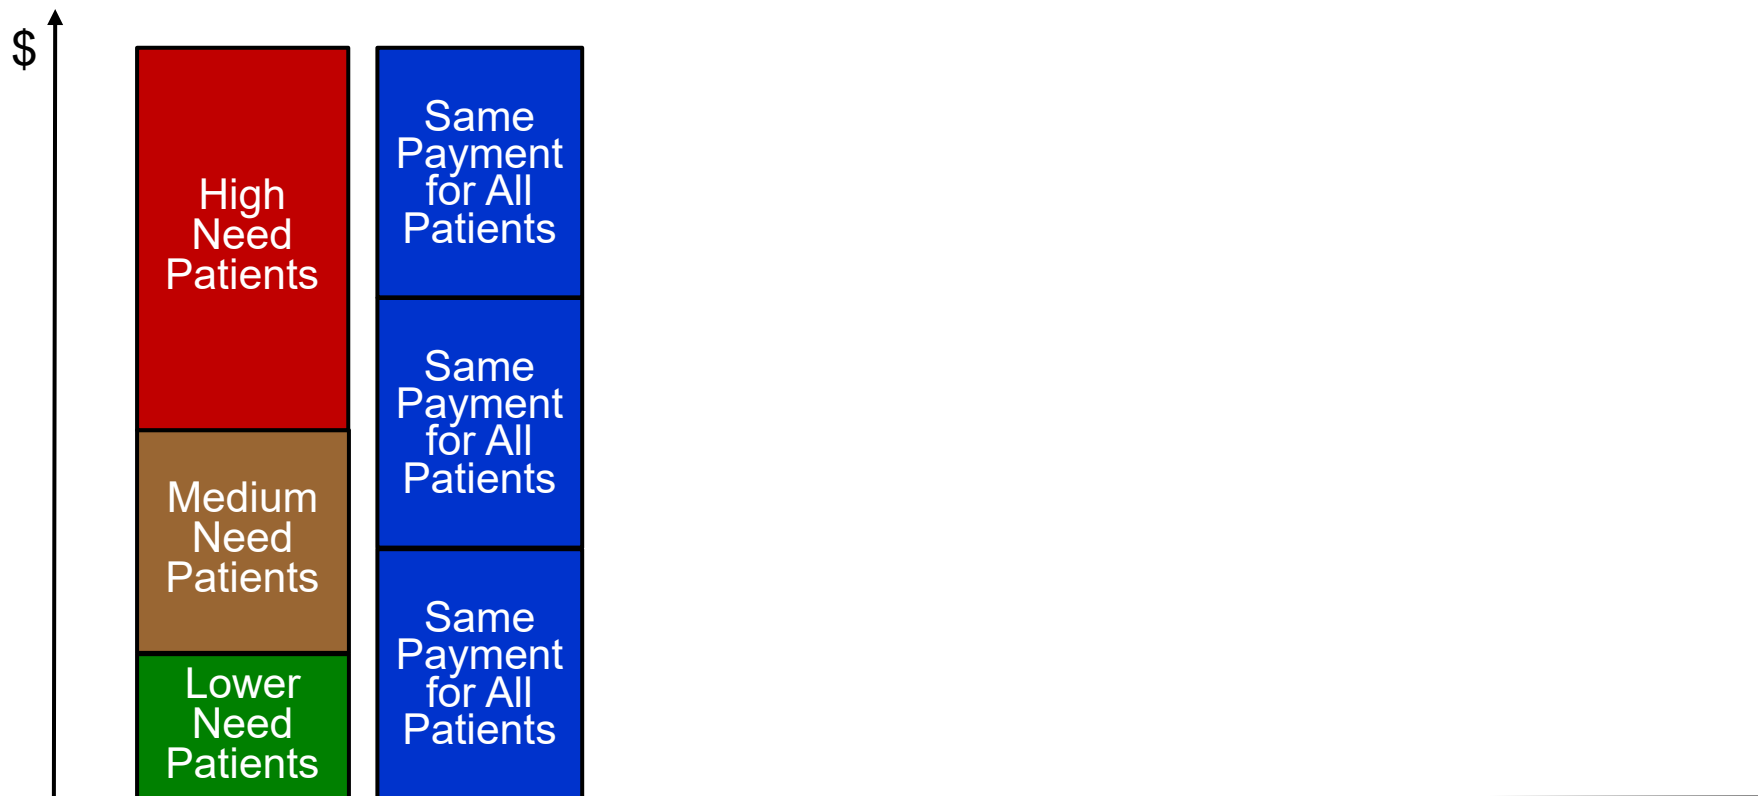 $
High
Need
Patients
Medium
Need
Patients
Lower
Need
Patients
Same
Payment
for All
Patients
Same
Payment
for All
Patients
Same
Payment
for All
Patients